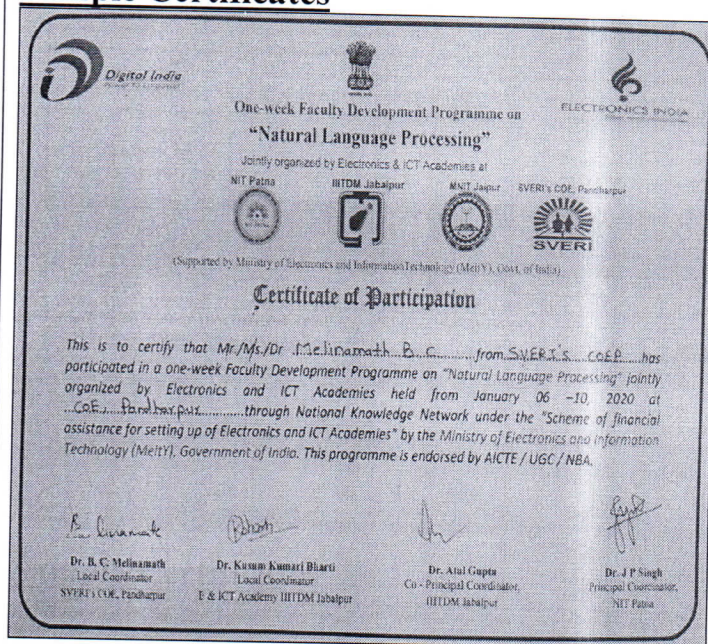 Certificates
Digital India
Power To Empower
ELECTRONICS INDIA
One-week Faculty Development Programme on
“Natural Language Processing”
Jointly organized by Electronics & ICT Academies at
NIT Patna IIITDM Jabalpur MNIT Jaipur SVERI's COE, Pandharpur
SVERI
(Supported by Ministry of Electronics and Information Technology (MeitY), Govt. of India)
Certificate of Participation
This is to certify that Mr./Ms./Dr. Melinamath B. C. from SVERI's COEP has
participated in a one-week Faculty Development Programme on "Natural Language Processing" jointly
organized by Electronics and ICT Academies held from January 06 –10, 2020 at
COE, Pandharpur through National Knowledge Network under the "Scheme of financial
assistance for setting up of Electronics and ICT Academies" by the Ministry of Electronics and Information
Technology (MeitY), Government of India. This programme is endorsed by AICTE / UGC / NBA.
Dr. B. C. Melinamath Dr. Kusum Kumari Bharti Dr. Atul Gupta Dr. J P Singh
Local Coordinator Local Coordinator Co - Principal Coordinator, Principal Coordinator,
SVERI's COE, Pandharpur E & ICT Academy IIITDM Jabalpur IIITDM Jabalpur NIT Patna